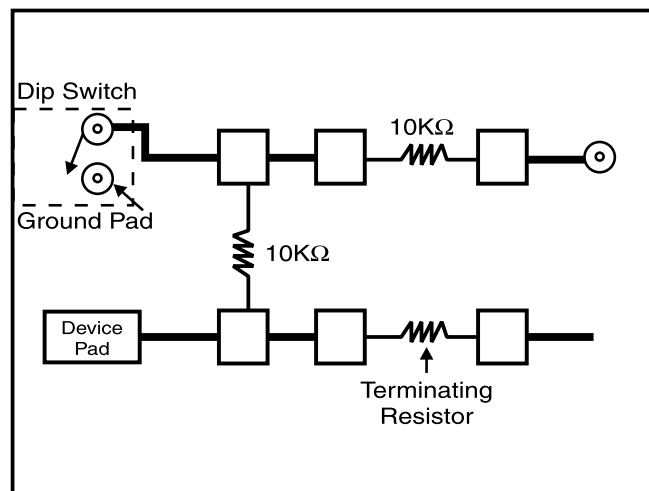 Dip Switch
10KΩ
Ground Pad
10KΩ
Device
Pad
Terminating
Resistor